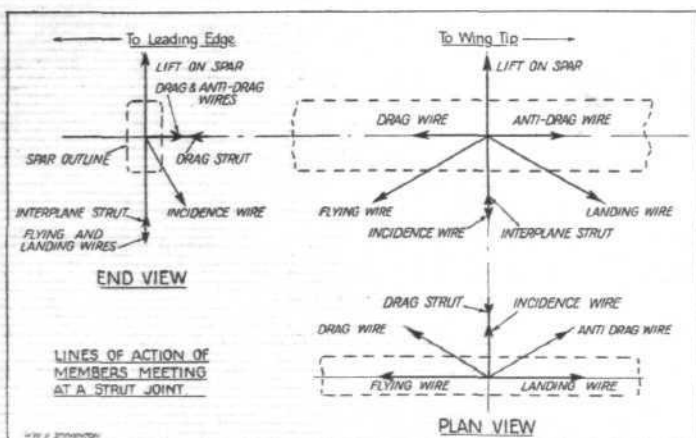 To Leading Edge
LIFT ON SPAR
DRAG & ANTI-DRAG
WIRES
SPAR OUTLINE
DRAG STRUT
INTERPLANE STRUT
INCIDENCE WIRE
FLYING AND
LANDING WIRES
END VIEW
To Wing Tip
LIFT ON SPAR
DRAG WIRE
ANTI-DRAG WIRE
FLYING WIRE
LANDING WIRE
INCIDENCE WIRE
INTERPLANE STRUT
DRAG STRUT
INCIDENCE WIRE
DRAG WIRE
ANTI DRAG WIRE
FLYING WIRE
LANDING WIRE
PLAN VIEW
LINES OF ACTION OF
MEMBERS MEETING
AT A STRUT JOINT.